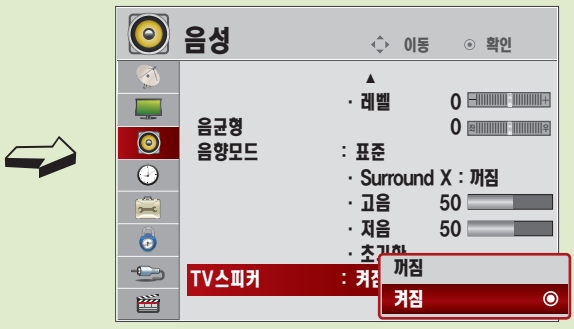 음성 이동 확인
▲
· 레벨 0 - +
음균형 0 좌 우
음향모드 : 표준
· Surround X : 꺼짐
· 고음 50
· 저음 50
· 초기화
TV스피커 : 켜짐
꺼짐
켜짐